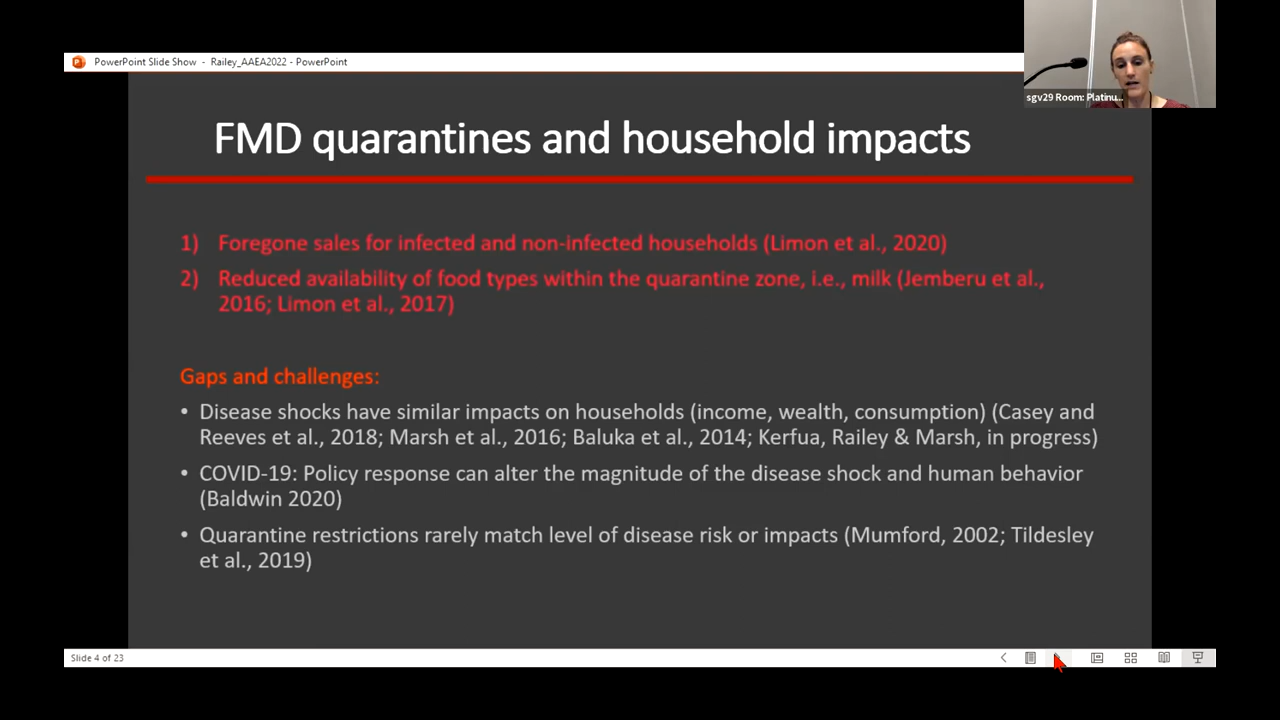 PowerPoint Slide Show - Railey_AAEA2022 - PowerPoint
sgv29 Room: Platinu...
FMD quarantines and household impacts
1) Foregone sales for infected and non-infected households (Limon et al., 2020)
2) Reduced availability of food types within the quarantine zone, i.e., milk (Jemberu et al.,
2016; Limon et al., 2017)
Gaps and challenges:
• Disease shocks have similar impacts on households (income, wealth, consumption) (Casey and
Reeves et al., 2018; Marsh et al., 2016; Baluka et al., 2014; Kerfua, Railey & Marsh, in progress)
• COVID-19: Policy response can alter the magnitude of the disease shock and human behavior
(Baldwin 2020)
• Quarantine restrictions rarely match level of disease risk or impacts (Mumford, 2002; Tildesley
et al., 2019)
Slide 4 of 23